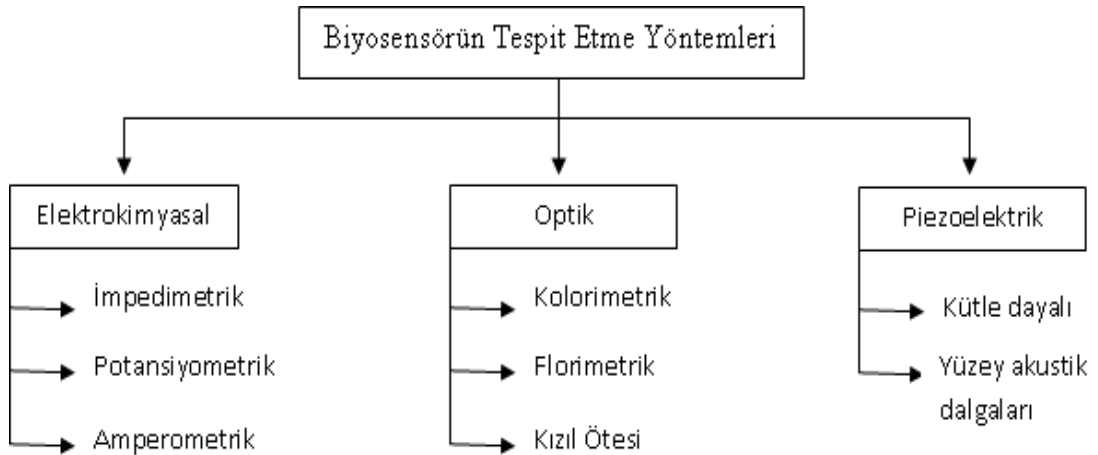 Biyosensörün Tespit Etme Yöntemleri
Elektrokimyasal
İmpedimetrik
Potansiyometrik
Amperometrik
Optik
Kolorimetrik
Florimetrik
Kızıl Ötesi
Piezoelektrik
Kütle dayalı
Yüzey akustik
dalgaları